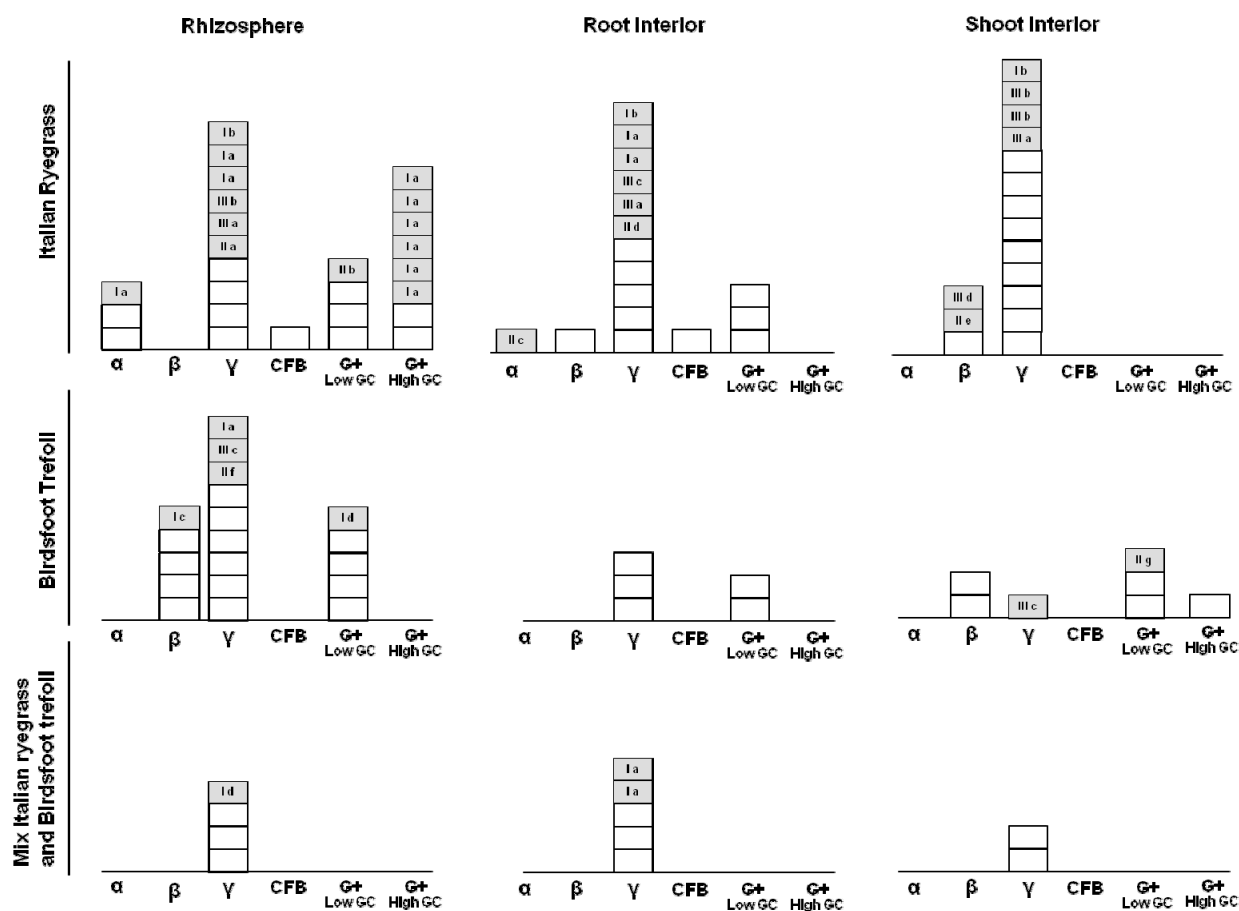 Rhizosphere
Root Interior
Shoot Interior
Italian Ryegrass
I b
I a
I a
III b
III a
II a
I a
II b
I a
I a
I a
I a
I a
I a
α
β
γ
CFB
G+
Low GC
G+
High GC
I b
I a
I a
III c
III a
II d
II c
α
β
γ
CFB
G+
Low GC
G+
High GC
I b
III b
III b
III a
III d
II e
α
β
γ
CFB
G+
Low GC
G+
High GC
Birdsfoot Trefoil
I a
III c
II f
I c
I d
α
β
γ
CFB
G+
Low GC
G+
High GC
α
β
γ
CFB
G+
Low GC
G+
High GC
II g
III c
α
β
γ
CFB
G+
Low GC
G+
High GC
Mix Italian ryegrass
and Birdsfoot trefoil
I d
α
β
γ
CFB
G+
Low GC
G+
High GC
I a
I a
α
β
γ
CFB
G+
Low GC
G+
High GC
α
β
γ
CFB
G+
Low GC
G+
High GC